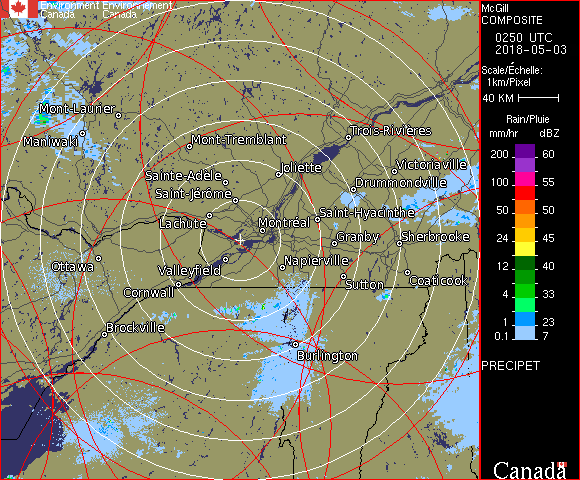 Environment Environnement
Canada Canada
McGill
COMPOSITE
0250 UTC
2018-05-03
Scale/Échelle:
1km/Pixel
40 KM
Rain/Pluie
mm/hr dBZ
200 60
100 55
50 50
24 45
12 40
8 33
4 30
1 23
0.1 7
PRECIPET
Canada
Mont-Laurier
Maniwaki
Mont-Tremblant
Trois-Rivières
Sainte-Adèle
Joliette
Victoriaville
Saint-Jérôme
Drummondville
Lachute
Saint-Hyacinthe
Montréal
Granby
Sherbrooke
Ottawa
Valleyfield
Napierville
Cornwall
Sutton
Coaticook
Brockville
Burlington